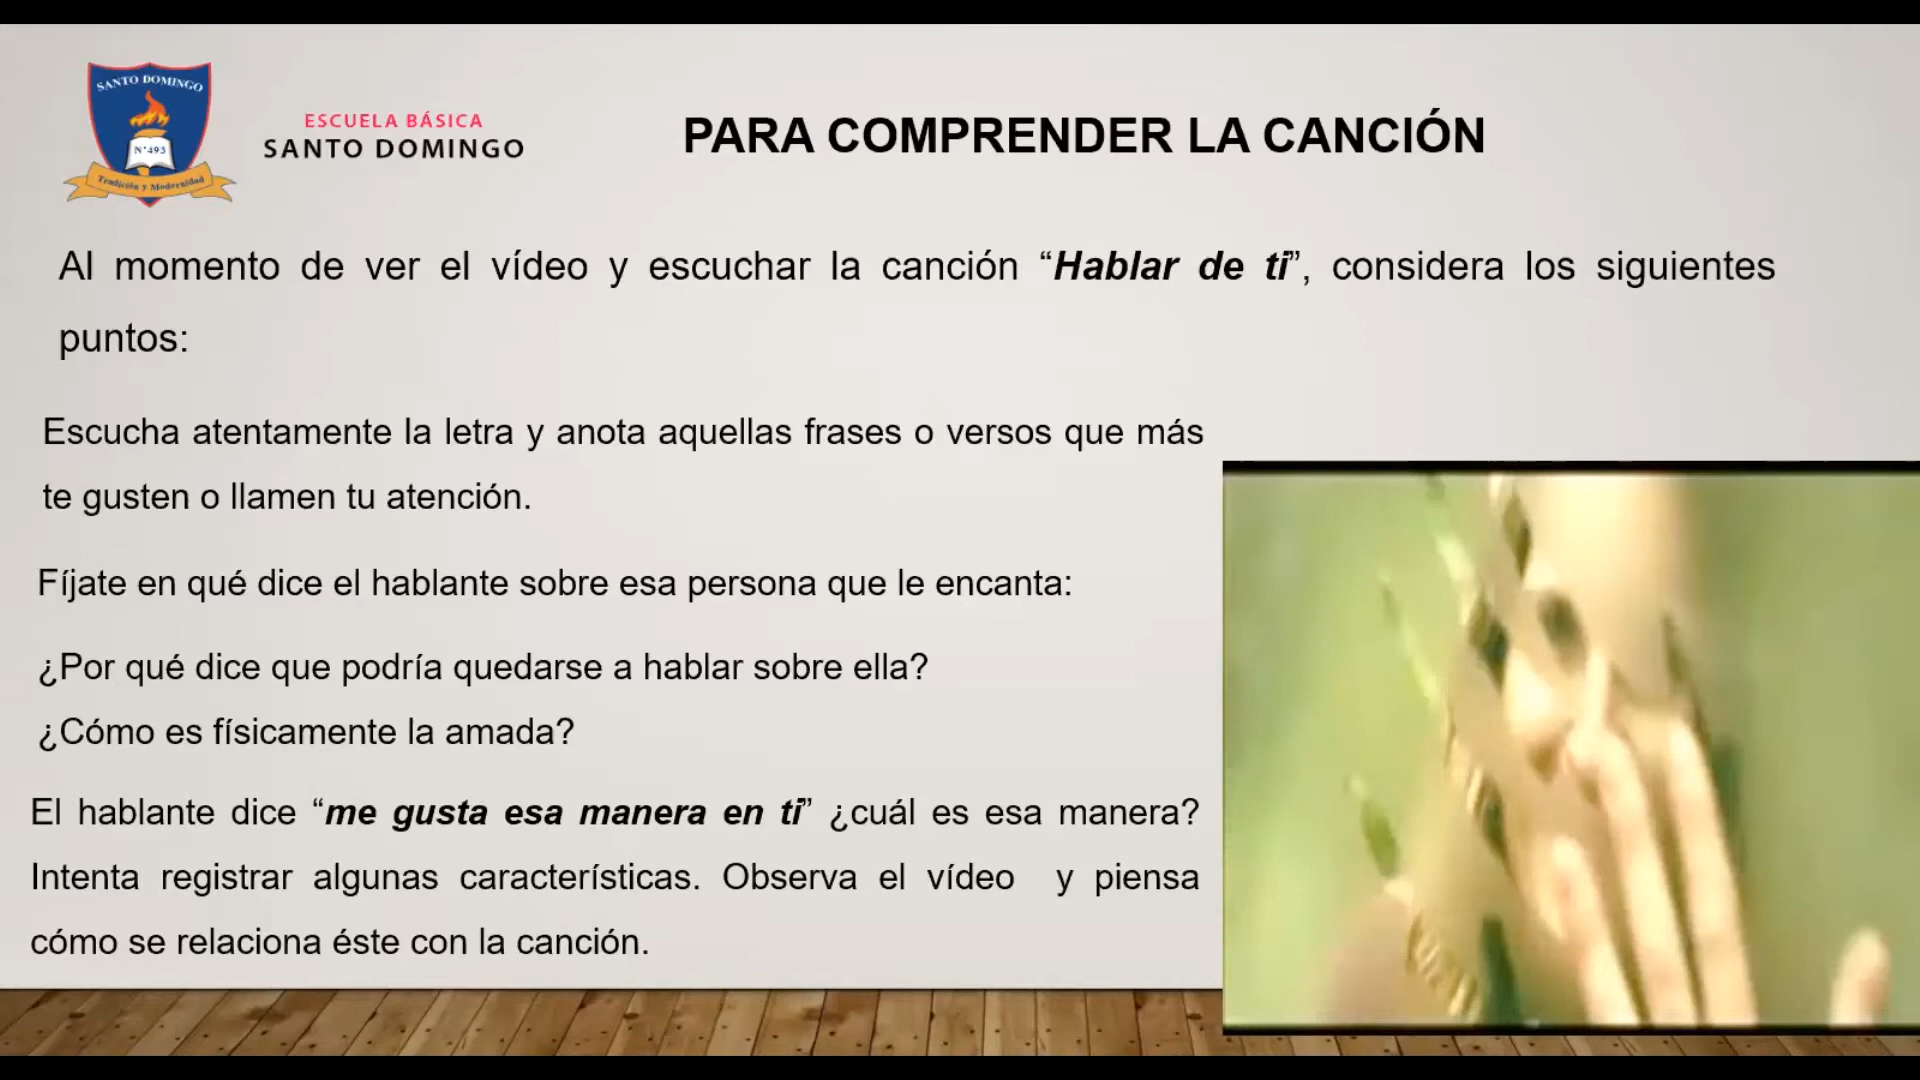 SANTO DOMINGO
N°493
Tradición y Modernidad
ESCUELA BÁSICA
SANTO DOMINGO
PARA COMPRENDER LA CANCIÓN
Al momento de ver el vídeo y escuchar la canción “Hablar de ti”, considera los siguientes
puntos:
Escucha atentamente la letra y anota aquellas frases o versos que más
te gusten o llamen tu atención.
Fíjate en qué dice el hablante sobre esa persona que le encanta:
¿Por qué dice que podría quedarse a hablar sobre ella?
¿Cómo es físicamente la amada?
El hablante dice “me gusta esa manera en ti” ¿cuál es esa manera?
Intenta registrar algunas características. Observa el vídeo y piensa
cómo se relaciona éste con la canción.